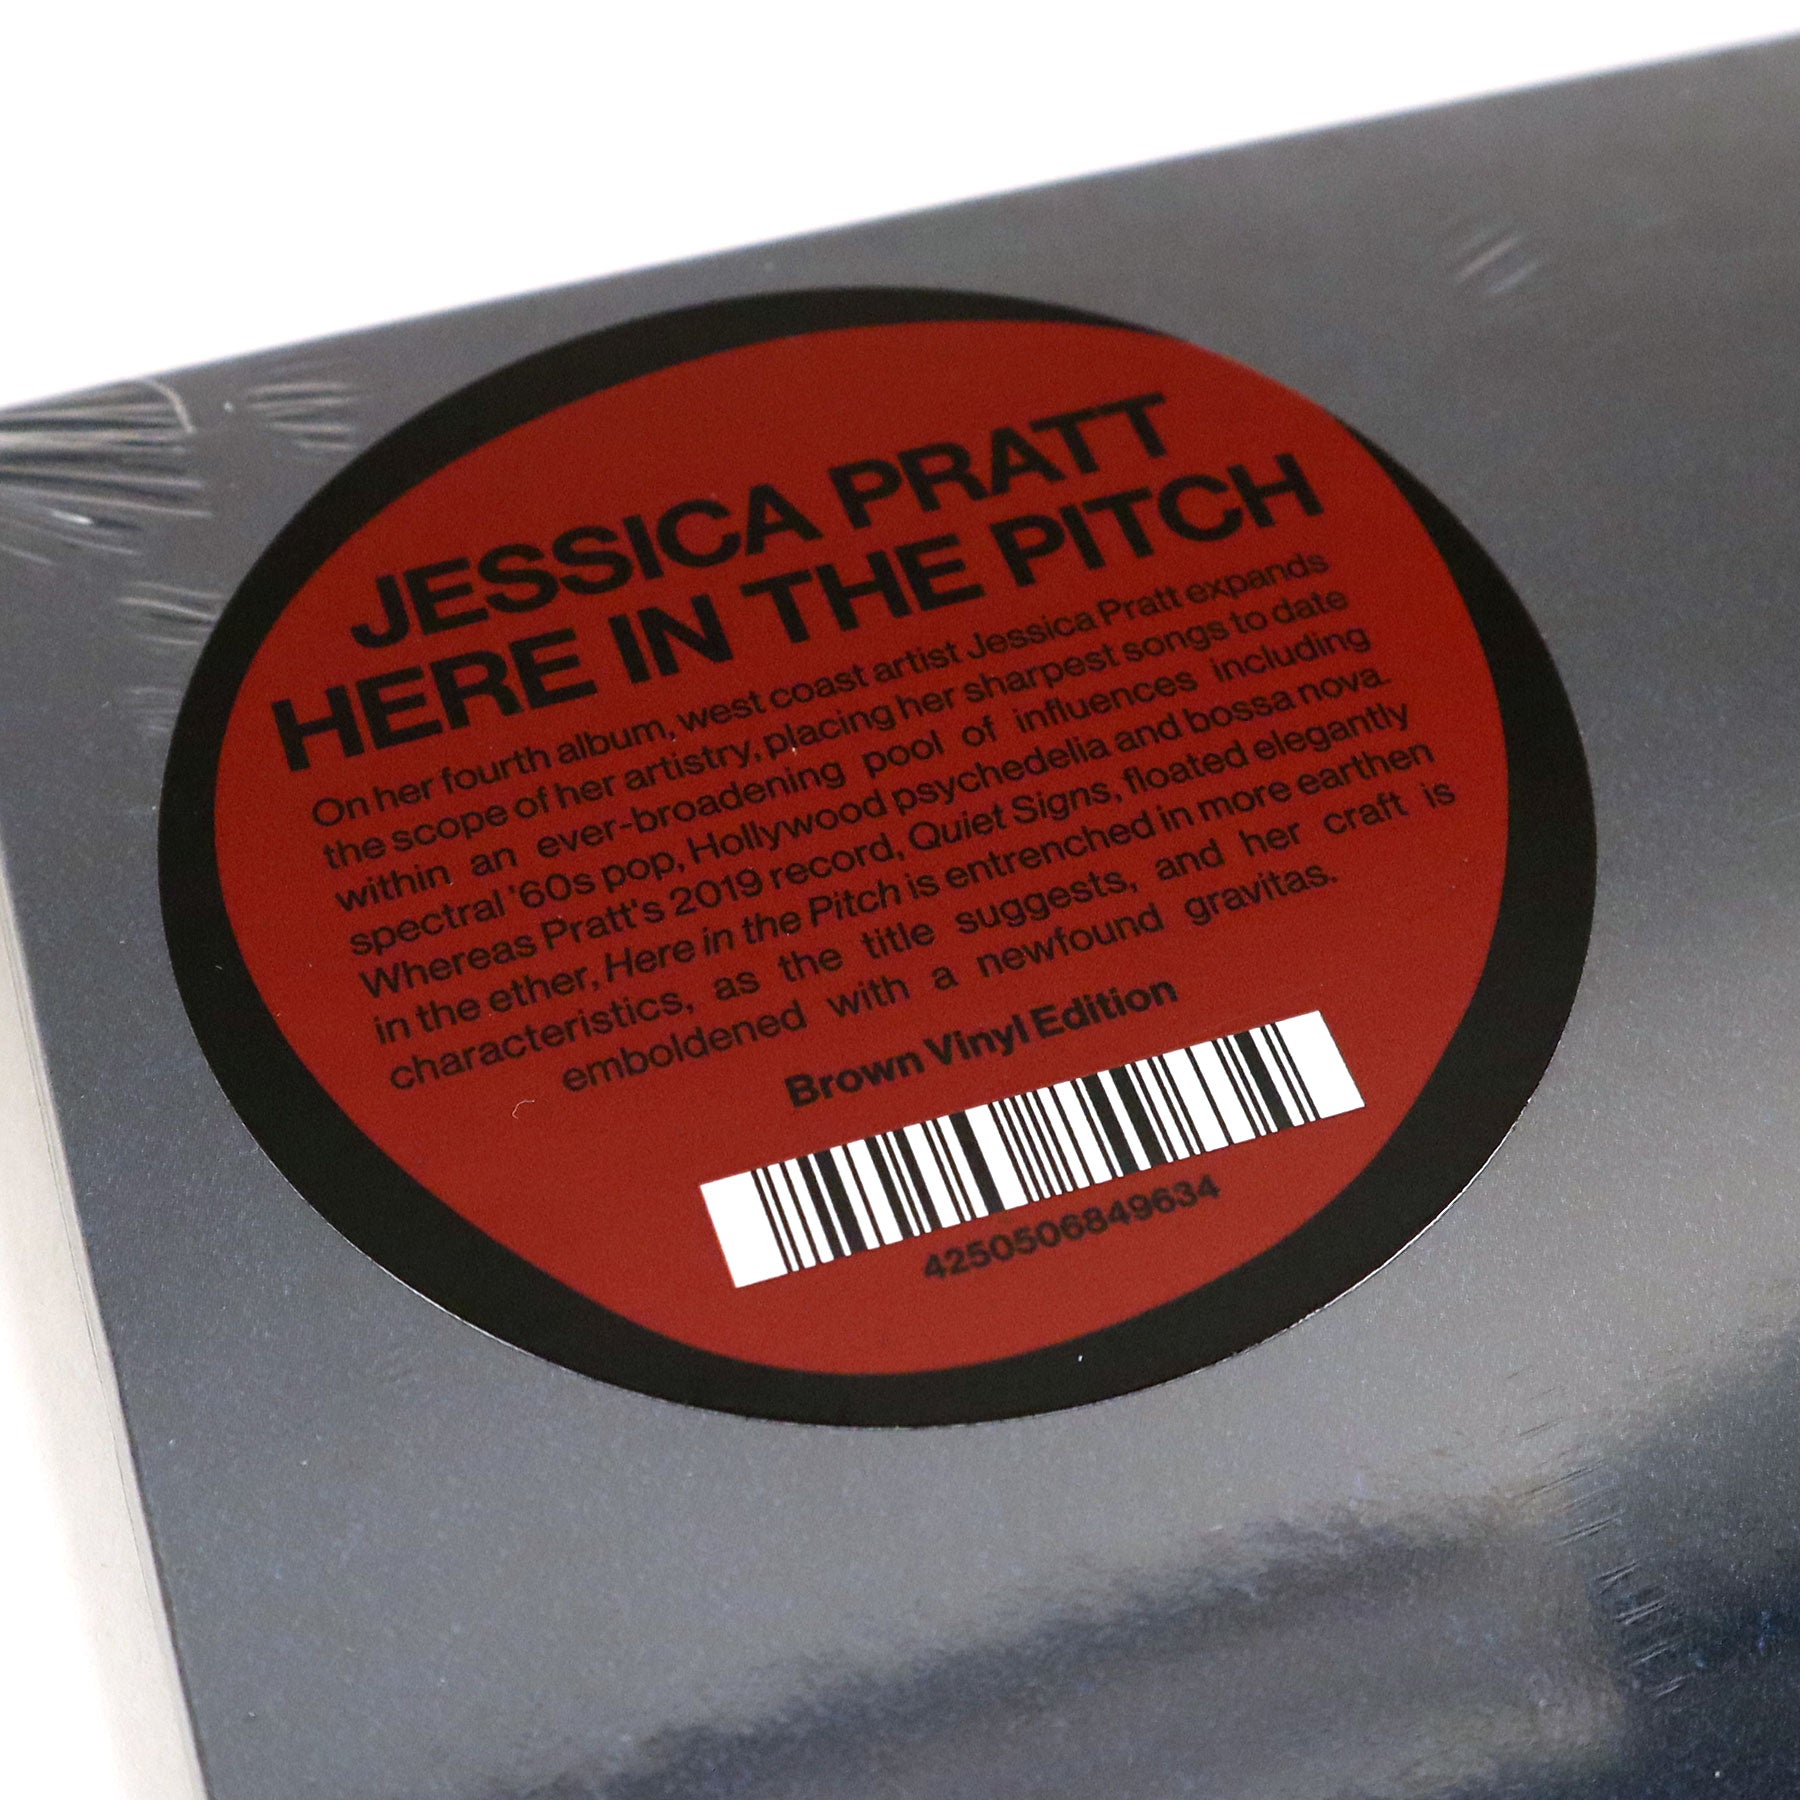 JESSICA PRATT
HERE IN THE PITCH
On her fourth album, west coast artist Jessica Pratt expands
the scope of her artistry, placing her sharpest songs to date
within an ever-broadening pool of influences including
spectral '60s pop, Hollywood psychedelia and bossa nova.
Whereas Pratt's 2019 record, Quiet Signs, floated elegantly
in the ether, Here in the Pitch is entrenched in more earthen
characteristics, as the title suggests, and her craft is
emboldened with a newfound gravitas.
Brown Vinyl Edition
4250506849634